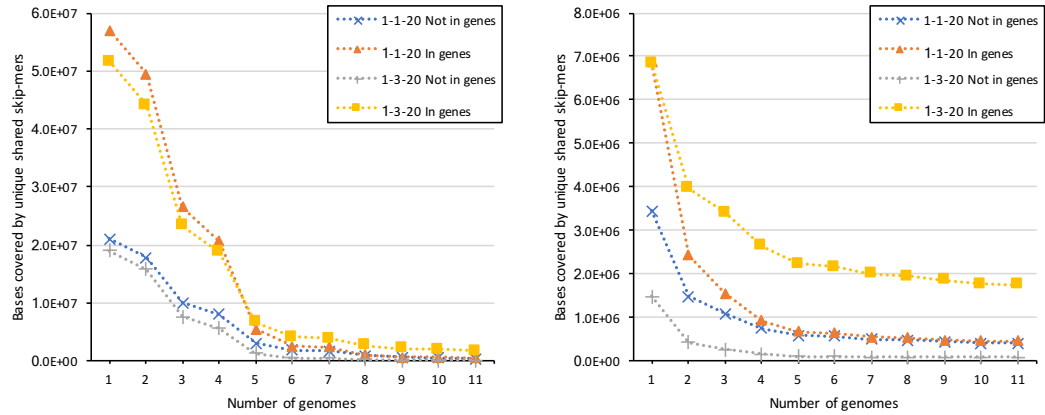 6.0E+07
5.0E+07
4.0E+07
3.0E+07
2.0E+07
1.0E+07
0.0E+00
Bases covered by unique shared skip-mers
1-1-20 Not in genes
1-1-20 In genes
1-3-20 Not in genes
1-3-20 In genes
1 2 3 4 5 6 7 8 9 10 11
Number of genomes
8.0E+06
7.0E+06
6.0E+06
5.0E+06
4.0E+06
3.0E+06
2.0E+06
1.0E+06
0.0E+00
Bases covered by unique shared skip-mers
1-1-20 Not in genes
1-1-20 In genes
1-3-20 Not in genes
1-3-20 In genes
1 2 3 4 5 6 7 8 9 10 11
Number of genomes